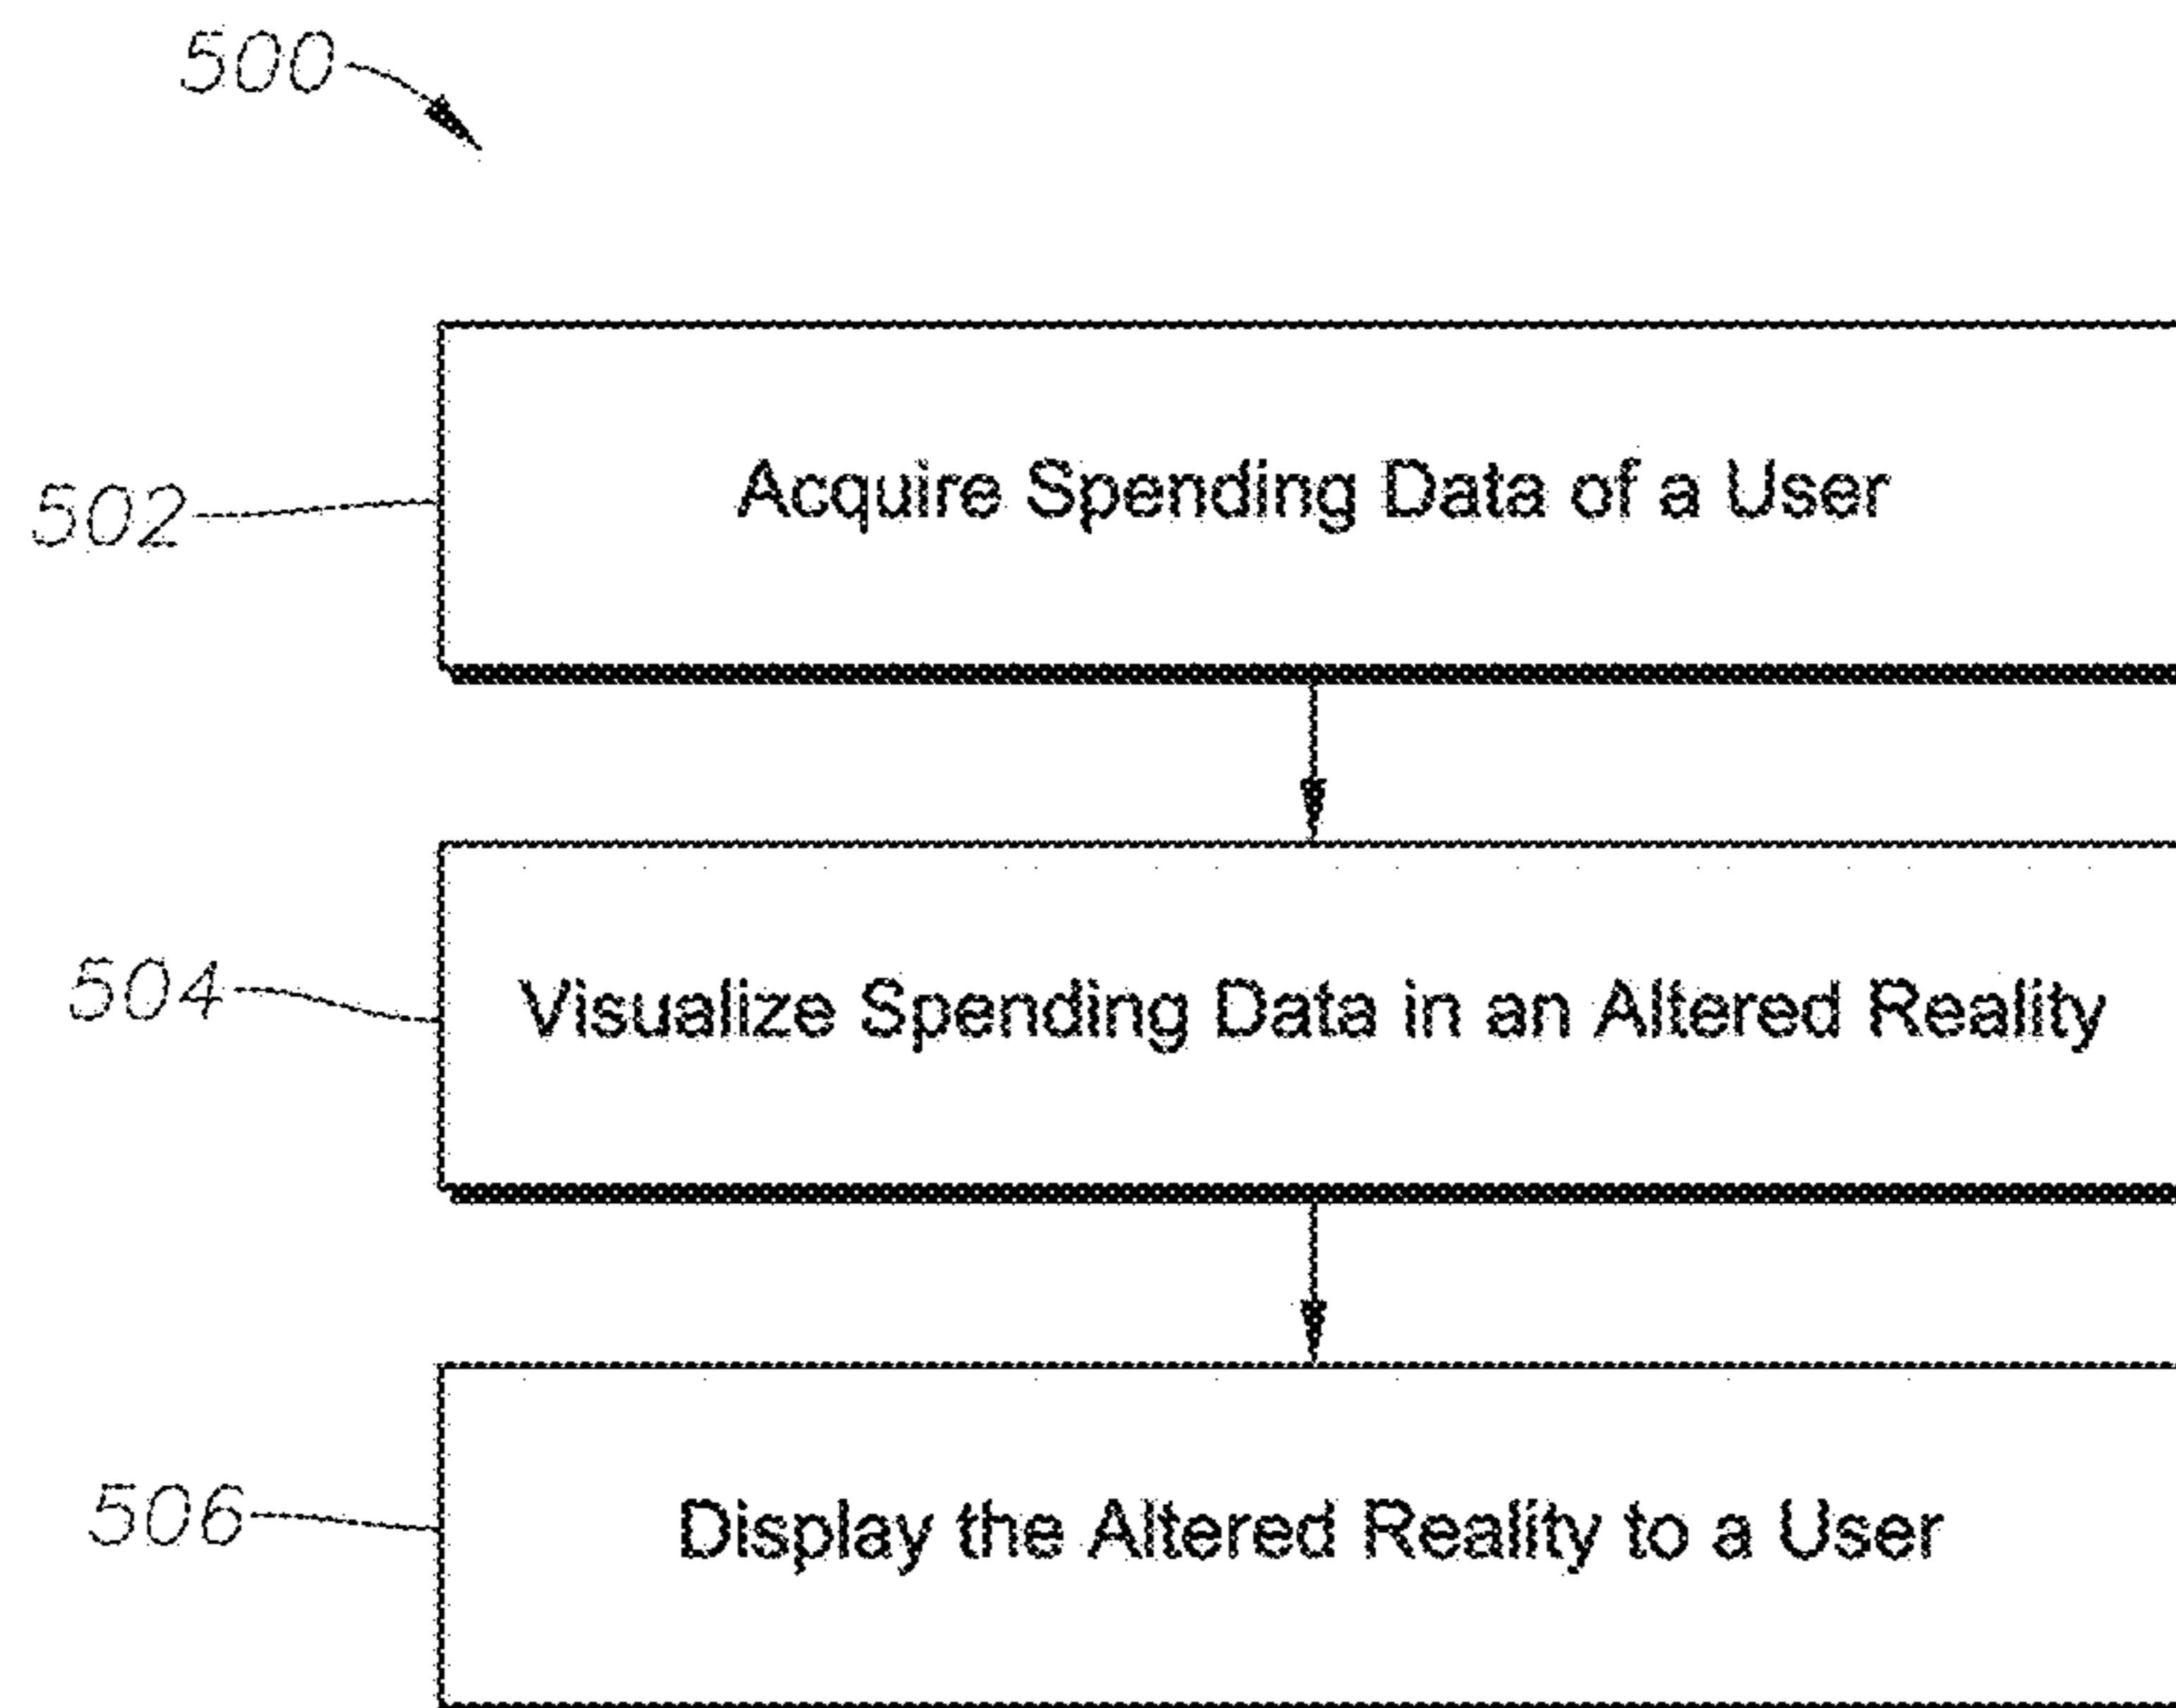 500
502
Acquire Spending Data of a User
504
Visualize Spending Data in an Altered Reality
506
Display the Altered Reality to a User